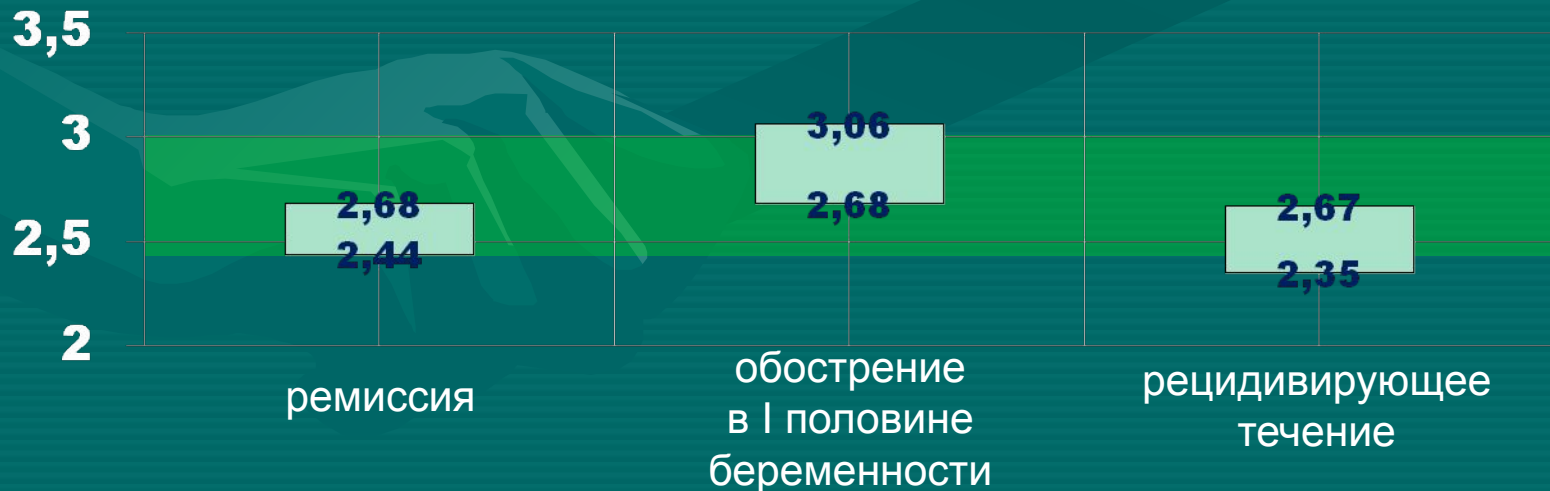 3,5
3
2,5
2
2,68
2,44
3,06
2,68
2,67
2,35
ремиссия
обострение
в I половине
беременности
рецидивирующее
течение